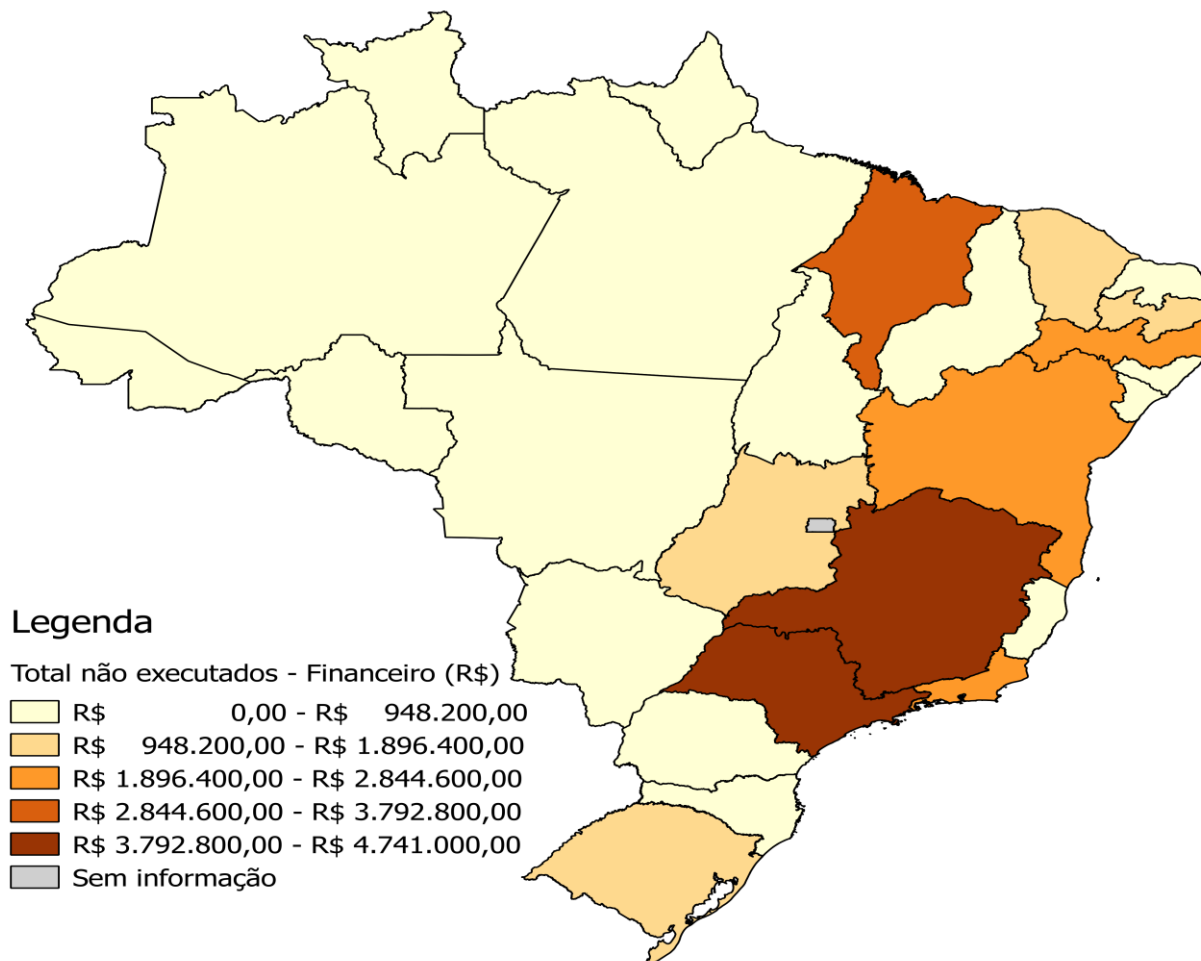 Legenda
Total não executados - Financeiro (R$)
R$ 0,00 - R$ 948.200,00
R$ 948.200,00 - R$ 1.896.400,00
R$ 1.896.400,00 - R$ 2.844.600,00
R$ 2.844.600,00 - R$ 3.792.800,00
R$ 3.792.800,00 - R$ 4.741.000,00
Sem informação